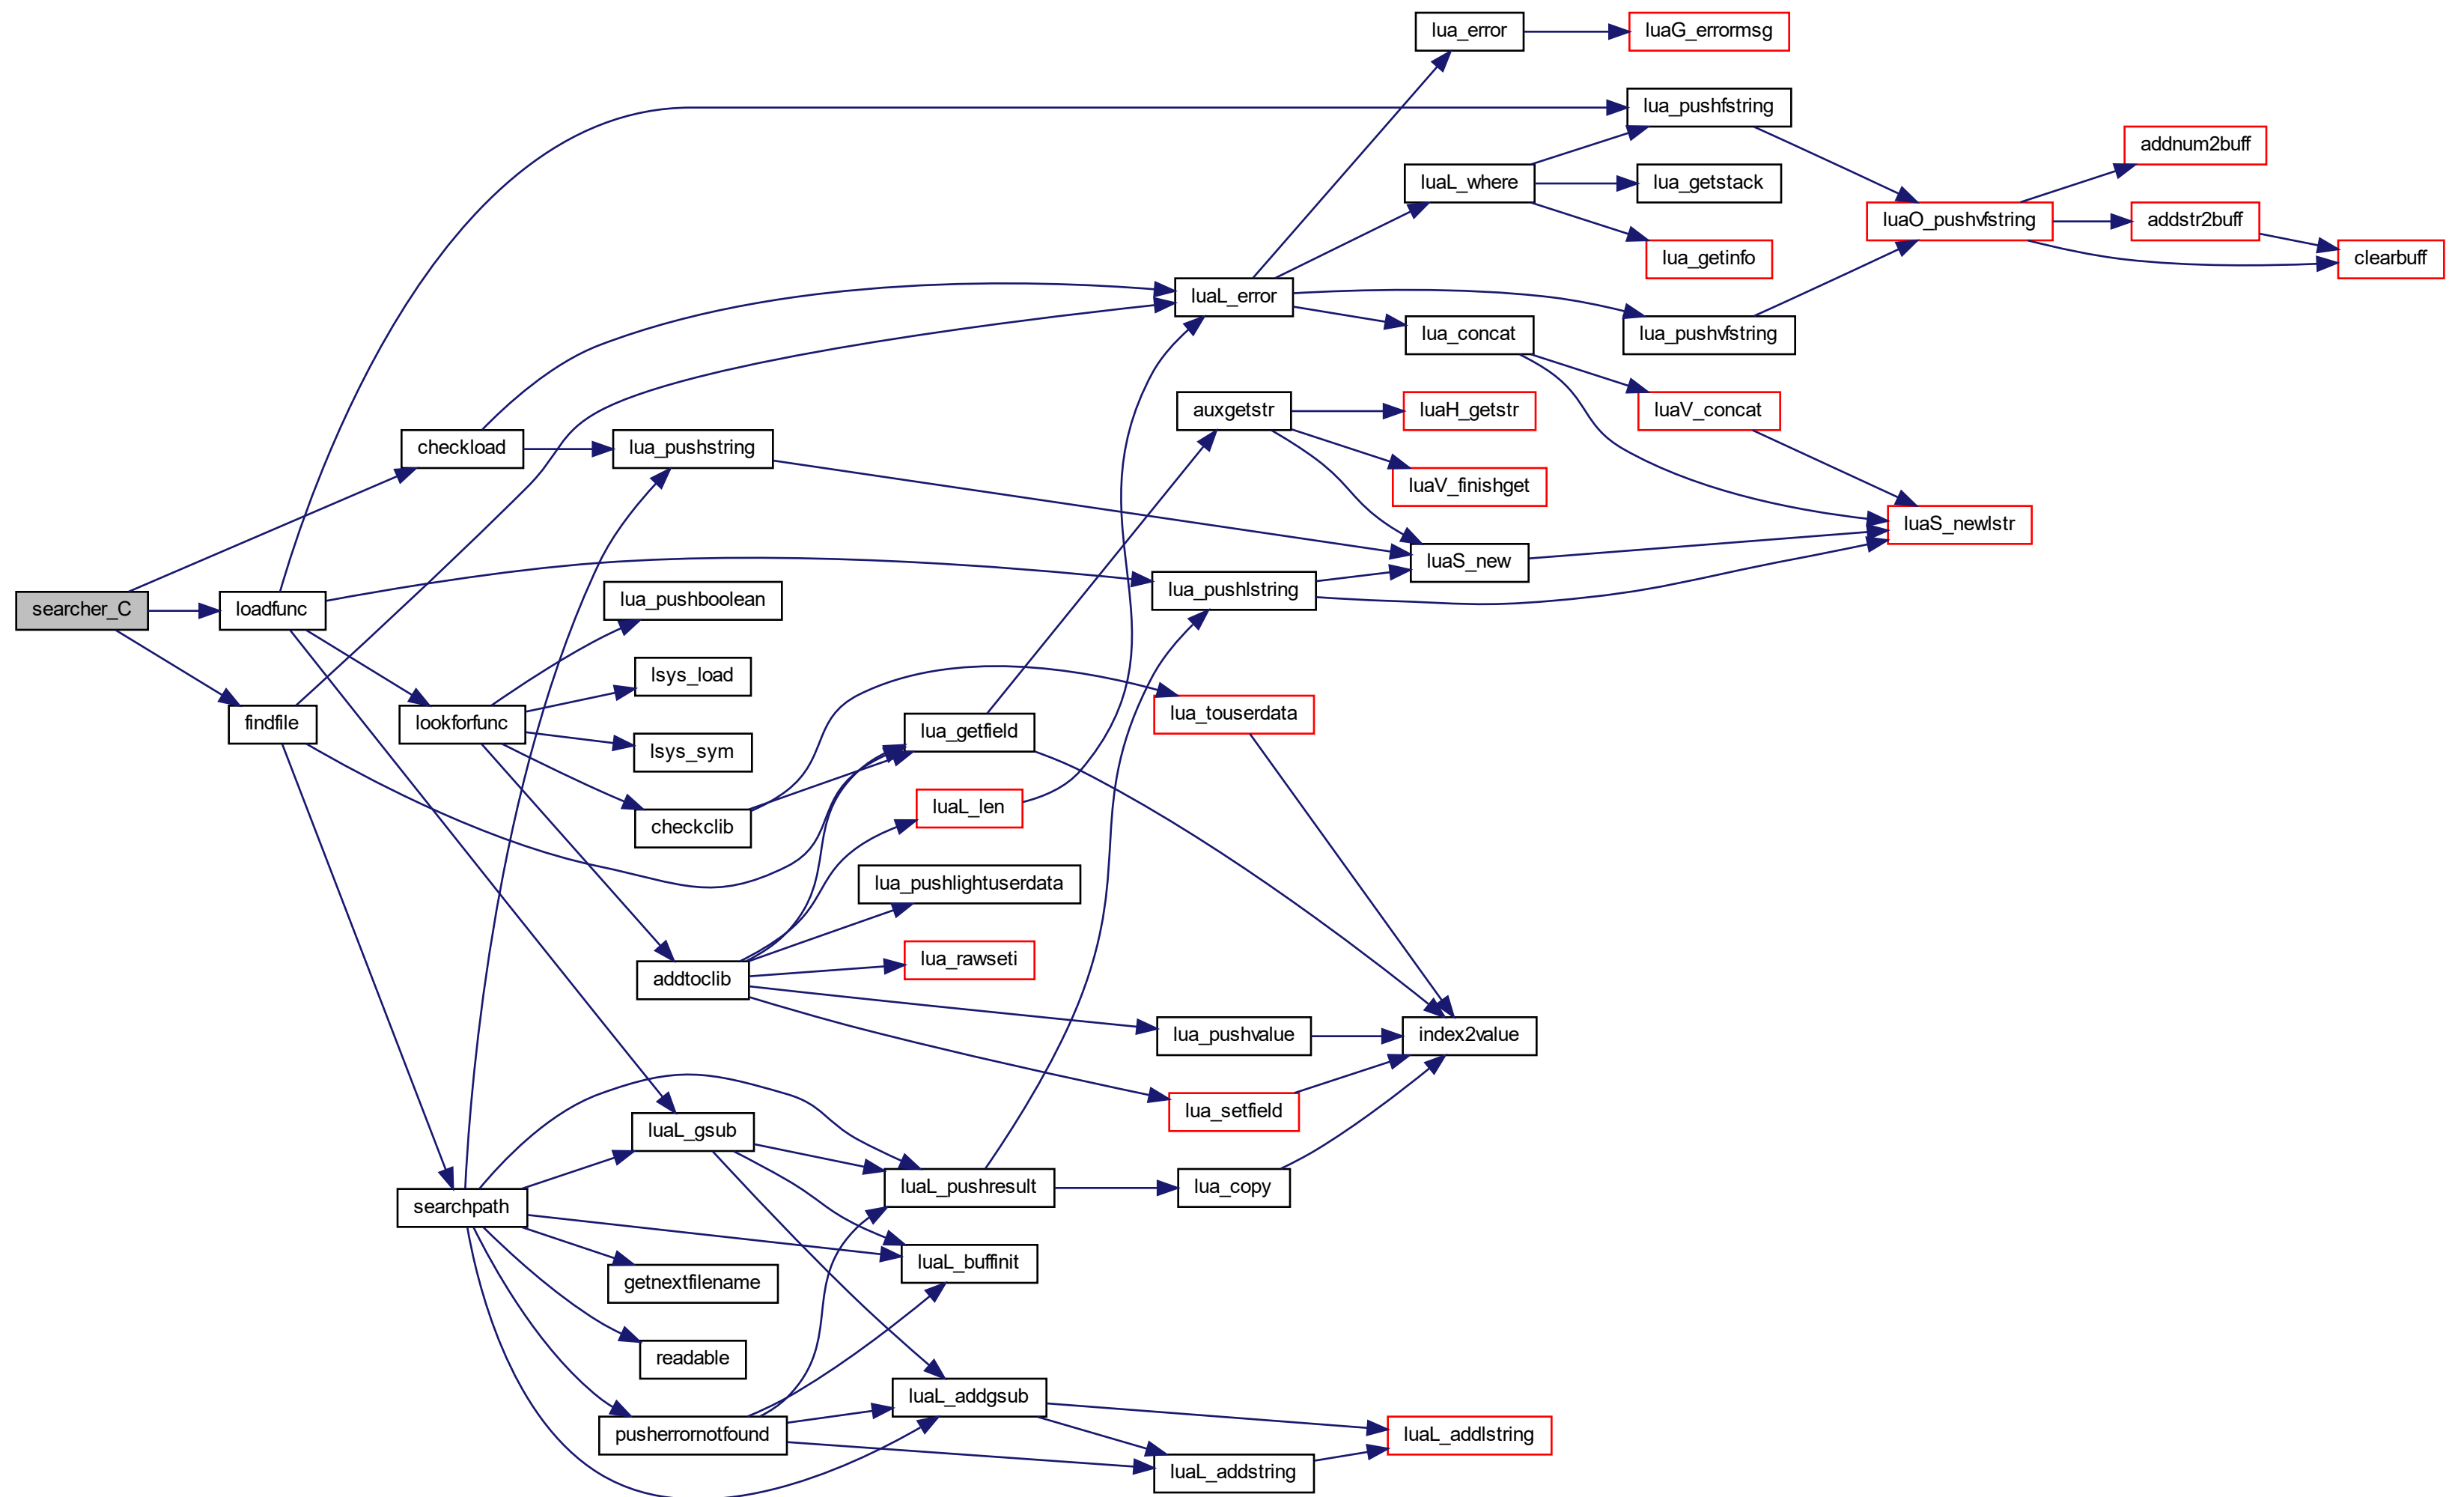 lua_error
luaG_errormsg
lua_pushfstring
addnum2buff
luaL_where
lua_getstack
luaO_pushvfstring
addstr2buff
lua_getinfo
clearbuff
luaL_error
lua_concat
lua_pushvfstring
auxgetstr
luaH_getstr
luaV_concat
checkload
lua_pushstring
luaV_finishget
luaS_newlstr
luaS_new
searcher_C
loadfunc
lua_pushboolean
lua_pushlstring
lsys_load
lua_touserdata
findfile
lookforfunc
lua_getfield
lsys_sym
luaL_len
checkclib
lua_pushlightuserdata
lua_rawseti
addtoclib
lua_pushvalue
index2value
lua_setfield
luaL_gsub
luaL_pushresult
lua_copy
searchpath
luaL_buffinit
getnextfilename
readable
luaL_addgsub
pusherrornotfound
luaL_addlstring
luaL_addstring